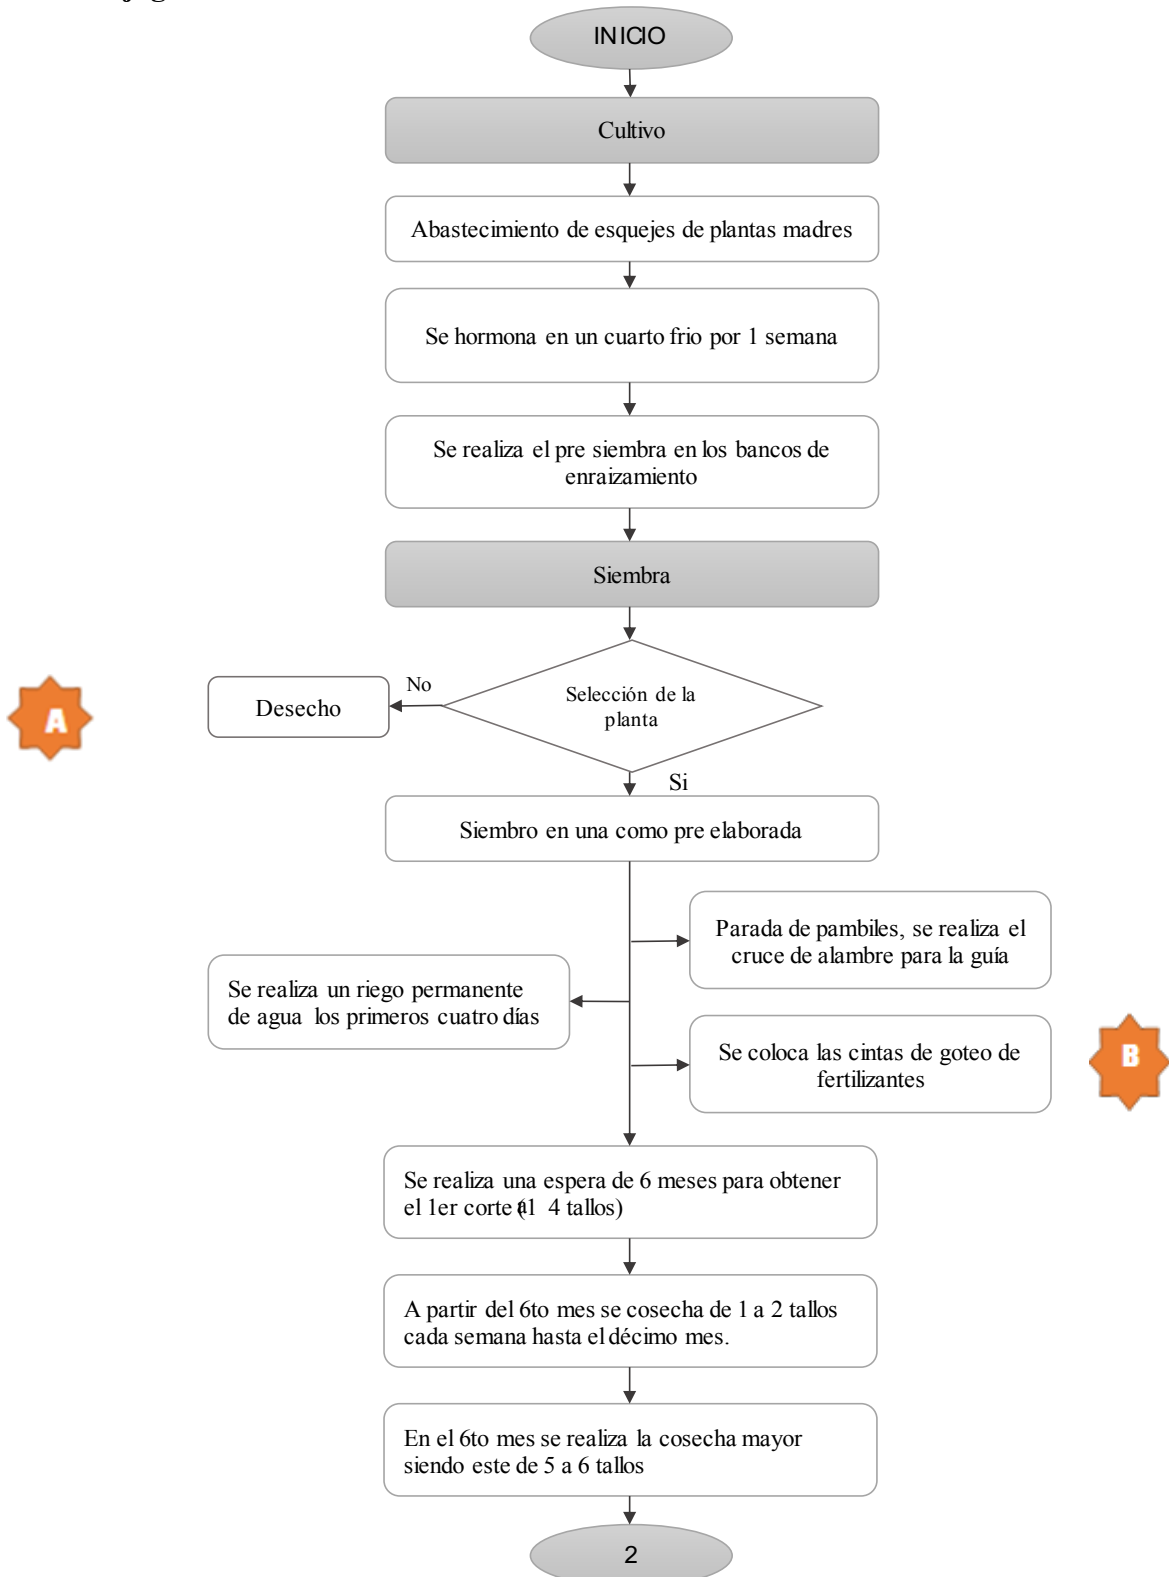 INICIO
Cultivo
Abastecimiento de esquejes de plantas madres
Se hormona en un cuarto frio por 1 semana
Se realiza el pre siembra en los bancos de
enraizamiento
Siembra
A
Desecho
No
Selección de la
planta
Si
Siembro en una como pre elaborada
Parada de pambiles, se realiza el
cruce de alambre para la guía
Se realiza un riego permanente
de agua los primeros cuatro días
Se coloca las cintas de goteo de
fertilizantes
B
Se realiza una espera de 6 meses para obtener
el 1er corte (1 a 4 tallos)
A partir del 6to mes se cosecha de 1 a 2 tallos
cada semana hasta el décimo mes.
En el 6to mes se realiza la cosecha mayor
siendo este de 5 a 6 tallos
2